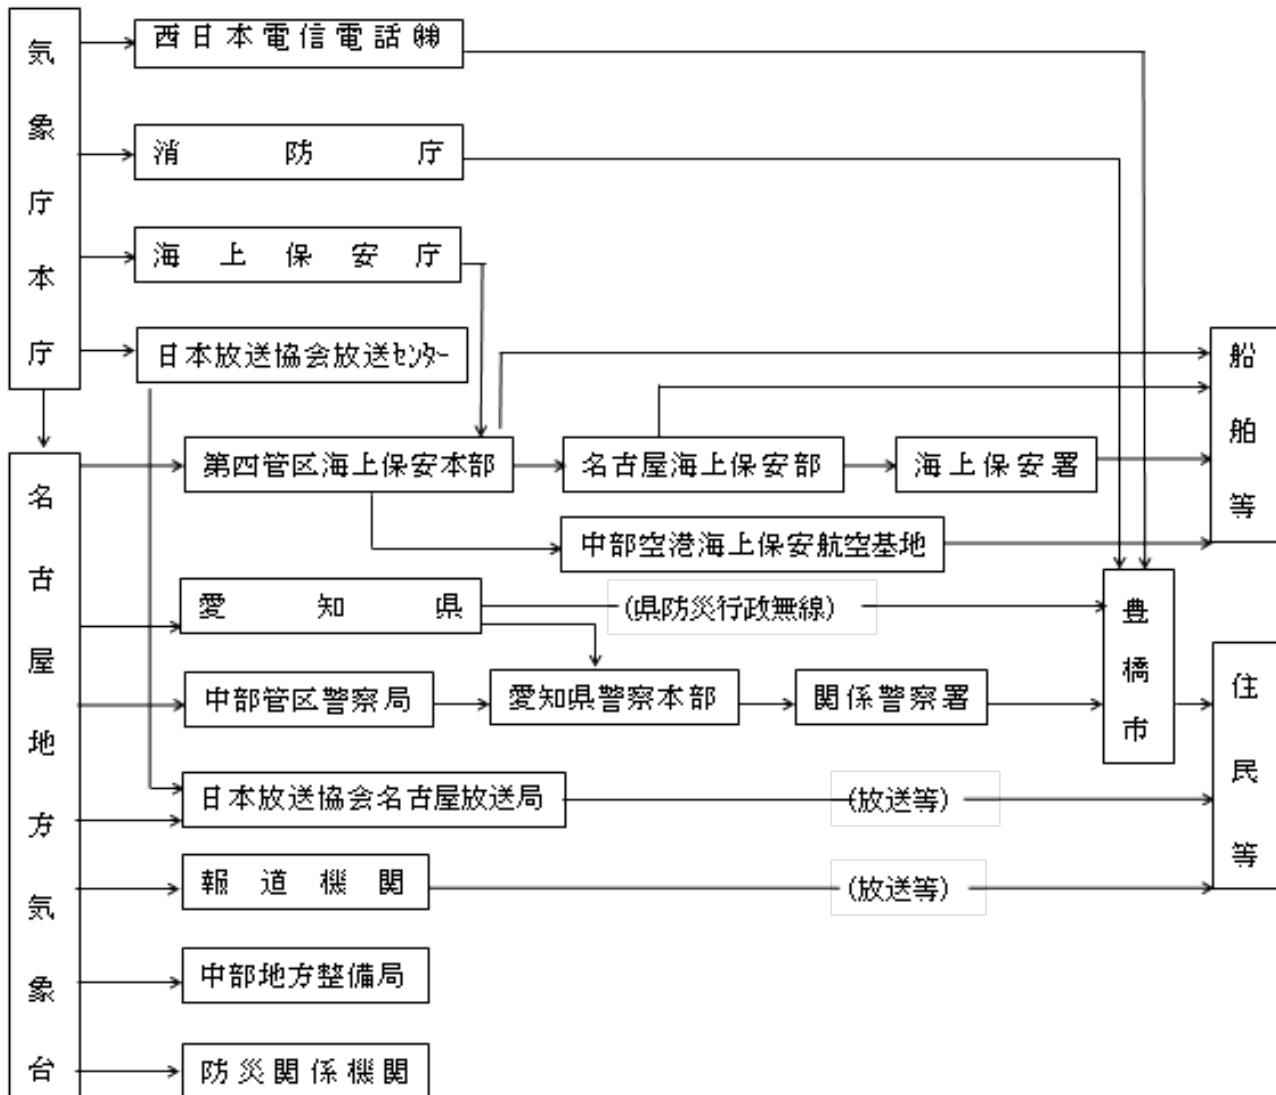 気象庁本庁
西日本電信電話㈱
消防庁
海上保安庁
日本放送協会放送ｾﾝﾀｰ
船舶等
名古屋地方気象台
第四管区海上保安本部
名古屋海上保安部
海上保安署
中部空港海上保安航空基地
愛知県
(県防災行政無線)
豊橋市
中部管区警察局
愛知県警察本部
関係警察署
住民等
日本放送協会名古屋放送局
(放送等)
報道機関
(放送等)
中部地方整備局
防災関係機関